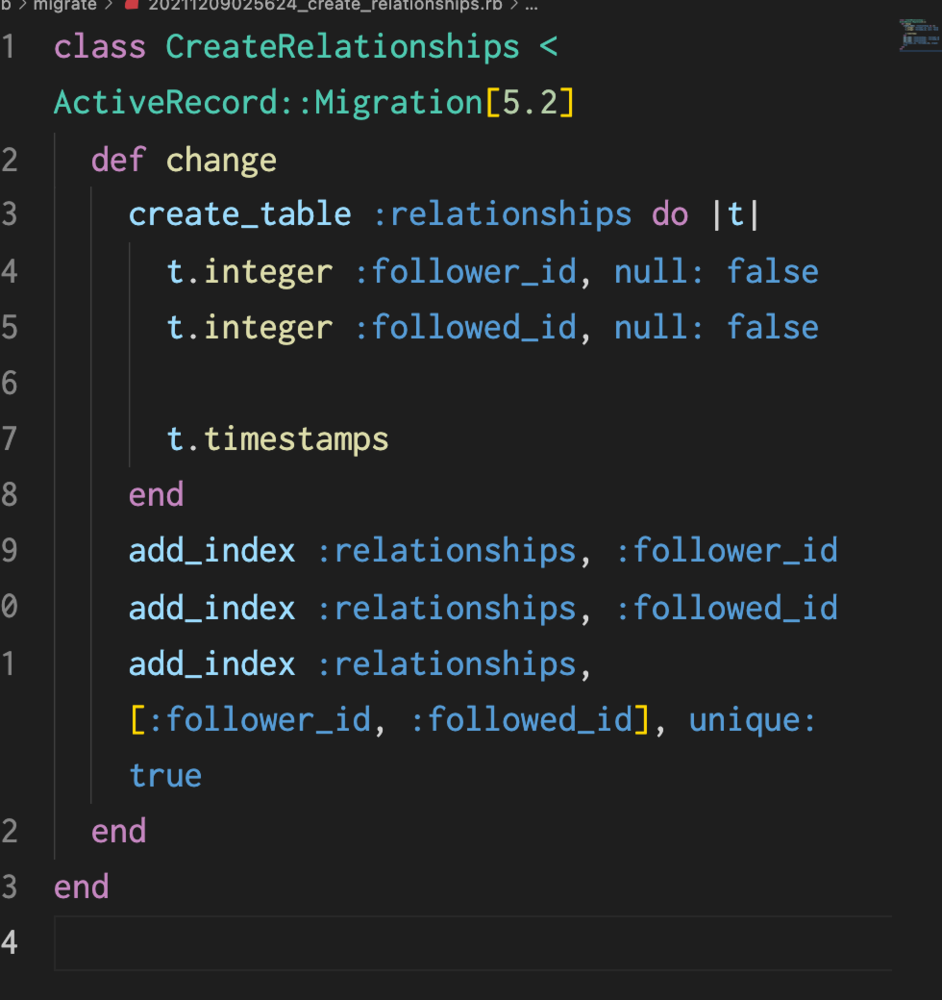 b > migrate > 20211209025624_create_relationships.rb > ...
1 class CreateRelationships <
ActiveRecord::Migration[5.2]
2 def change
3 create_table :relationships do |t|
4 t.integer :follower_id, null: false
5 t.integer :followed_id, null: false
6
7 t.timestamps
8 end
9 add_index :relationships, :follower_id
0 add_index :relationships, :followed_id
1 add_index :relationships,
[:follower_id, :followed_id], unique:
true
2 end
3 end
4